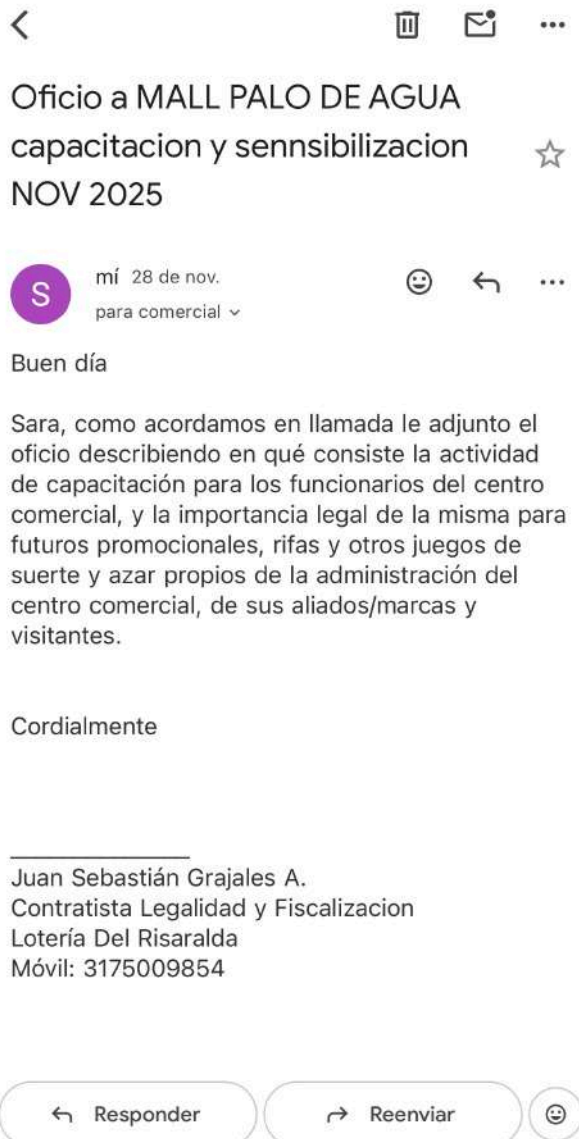 Oficio a MALL PALO DE AGUA
capacitacion y sennsibilizacion
NOV 2025
S
mí 28 de nov.
para comercial
Buen día
Sara, como acordamos en llamada le adjunto el
oficio describiendo en qué consiste la actividad
de capacitación para los funcionarios del centro
comercial, y la importancia legal de la misma para
futuros promocionales, rifas y otros juegos de
suerte y azar propios de la administración del
centro comercial, de sus aliados/marcas y
visitantes.
Cordialmente
Juan Sebastián Grajales A.
Contratista Legalidad y Fiscalizacion
Lotería Del Risaralda
Móvil: 3175009854
Responder
Reenviar